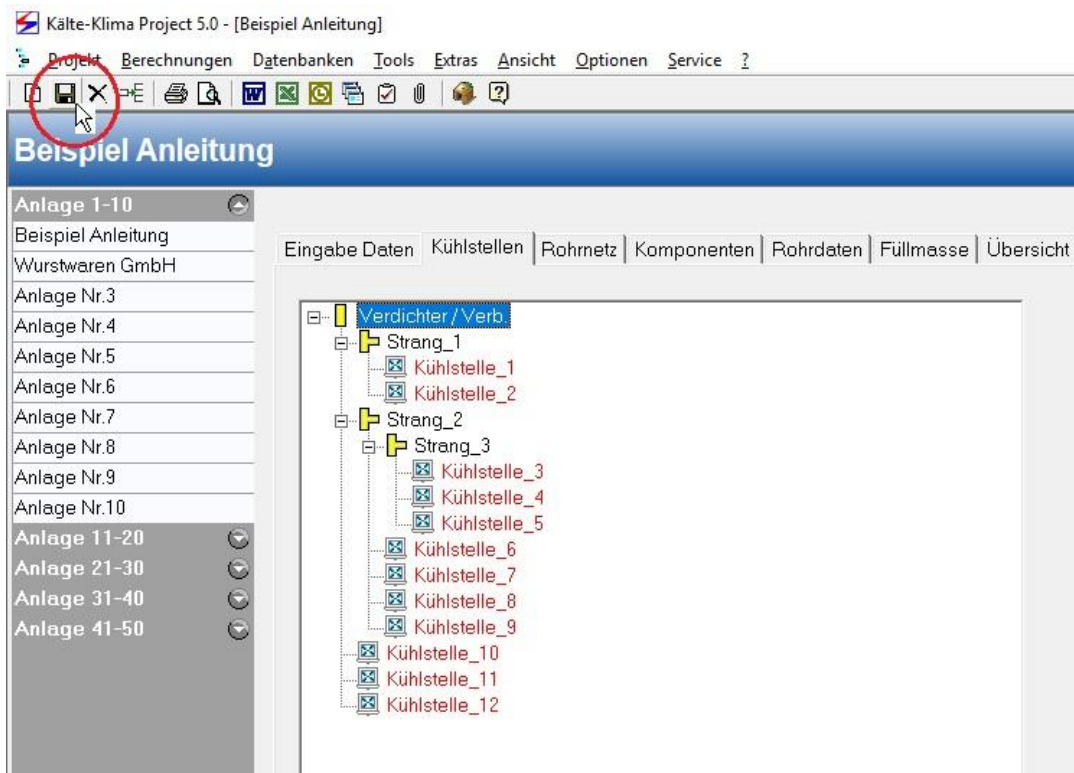 Kälte-Klima Project 5.0 - [Beispiel Anleitung]
Projekt Berechnungen Datenbanken Tools Extras Ansicht Optionen Service ?
Beispiel Anleitung
Anlage 1-10
Beispiel Anleitung
Wurstwaren GmbH
Anlage Nr.3
Anlage Nr.4
Anlage Nr.5
Anlage Nr.6
Anlage Nr.7
Anlage Nr.8
Anlage Nr.9
Anlage Nr.10
Anlage 11-20
Anlage 21-30
Anlage 31-40
Anlage 41-50
Eingabe Daten Kühlstellen Rohrnetz Komponenten Rohrdaten Füllmasse Übersicht
Verdichter / Verb.
Strang_1
Kühlstelle_1
Kühlstelle_2
Strang_2
Strang_3
Kühlstelle_3
Kühlstelle_4
Kühlstelle_5
Kühlstelle_6
Kühlstelle_7
Kühlstelle_8
Kühlstelle_9
Kühlstelle_10
Kühlstelle_11
Kühlstelle_12